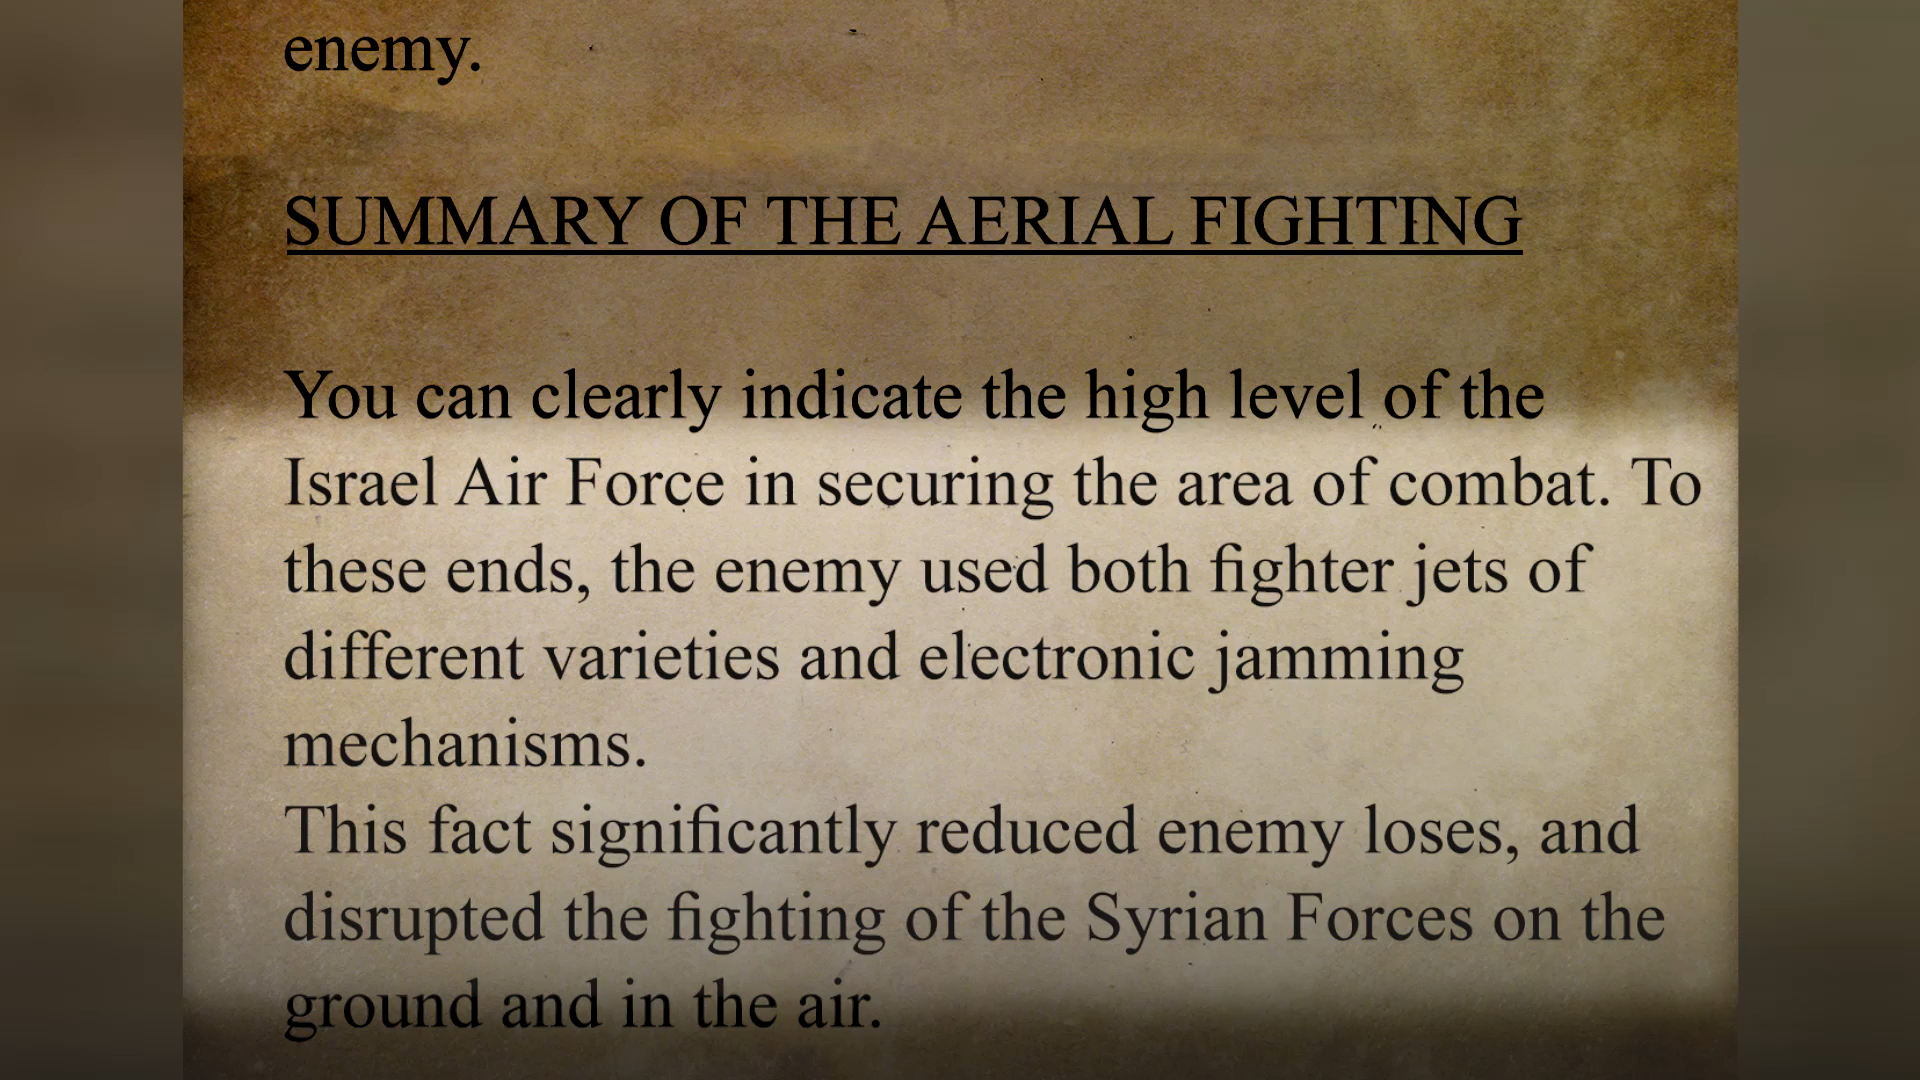 enemy.
SUMMARY OF THE AERIAL FIGHTING
You can clearly indicate the high level of the
Israel Air Force in securing the area of combat. To
these ends, the enemy used both fighter jets of
different varieties and electronic jamming
mechanisms.
This fact significantly reduced enemy loses, and
disrupted the fighting of the Syrian Forces on the
ground and in the air.